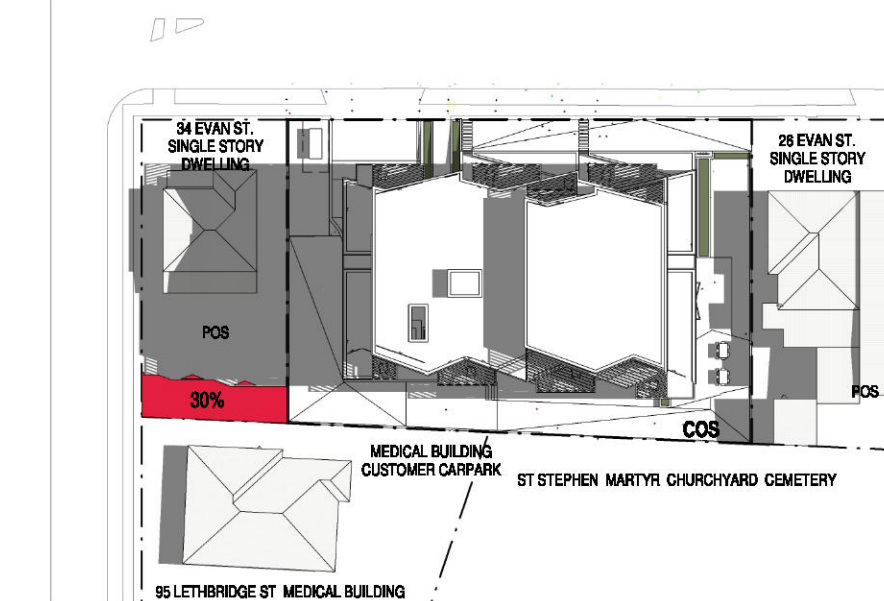 34 EVAN ST.
SINGLE STORY
DWELLING
26 EVAN ST.
SINGLE STORY
DWELLING
POS
POS
30%
COS
MEDICAL BUILDING
CUSTOMER CARPARK
ST STEPHEN MARTYR CHURCHYARD CEMETERY
95 LETHBRIDGE ST MEDICAL BUILDING